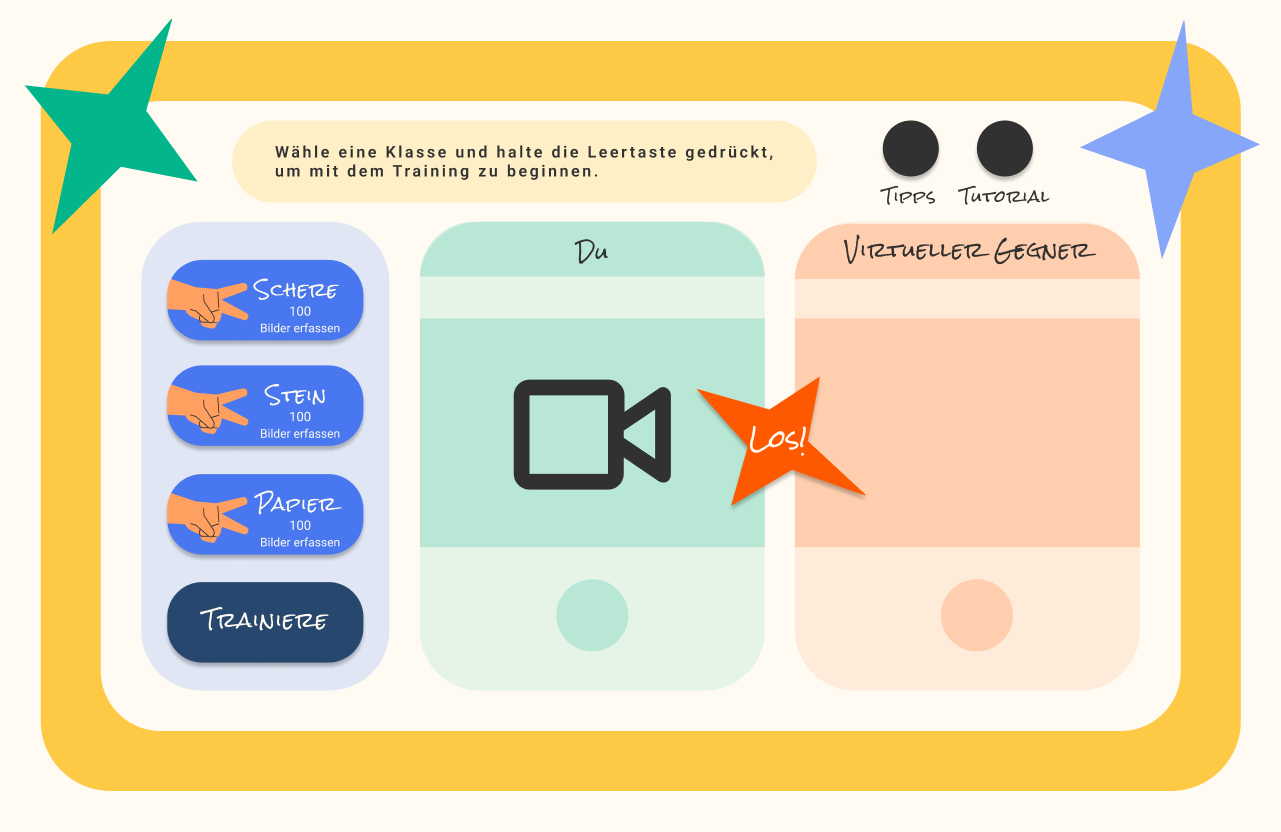 Wähle eine Klasse und halte die Leertaste gedrückt,
um mit dem Training zu beginnen.
Tipps
Tutorial
Schere
100
Bilder erfassen
Stein
100
Bilder erfassen
Papier
100
Bilder erfassen
Trainiere
Du
Los!
Virtueller Gegner